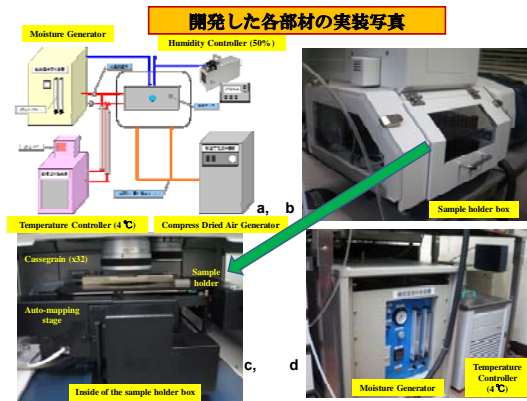 開発した各部材の実装写真
Moisture Generator
Humidity Controller (50%)
Temperature Controller (4℃)
Compress Dried Air Generator
a, b
Sample holder box
Cassegrain (x32)
Sample
holder
Auto-mapping
stage
Inside of the sample holder box
c, d
Moisture Generator
Temperature
Controller
(4℃)